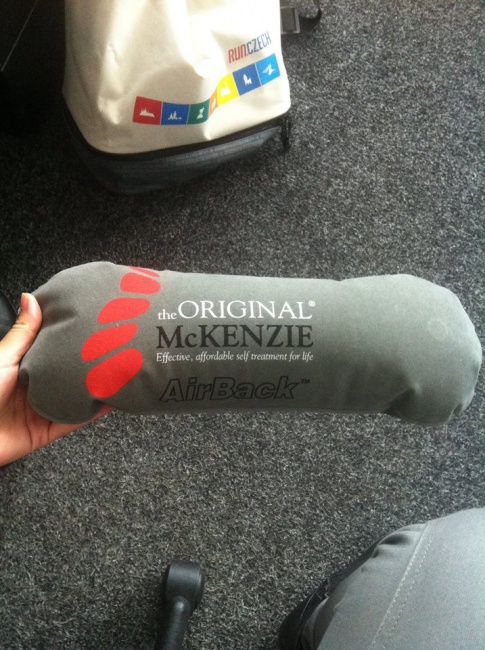 RUNCZECH
the ORIGINAL®
McKENZIE
Effective, affordable self treatment for life
AirBack™